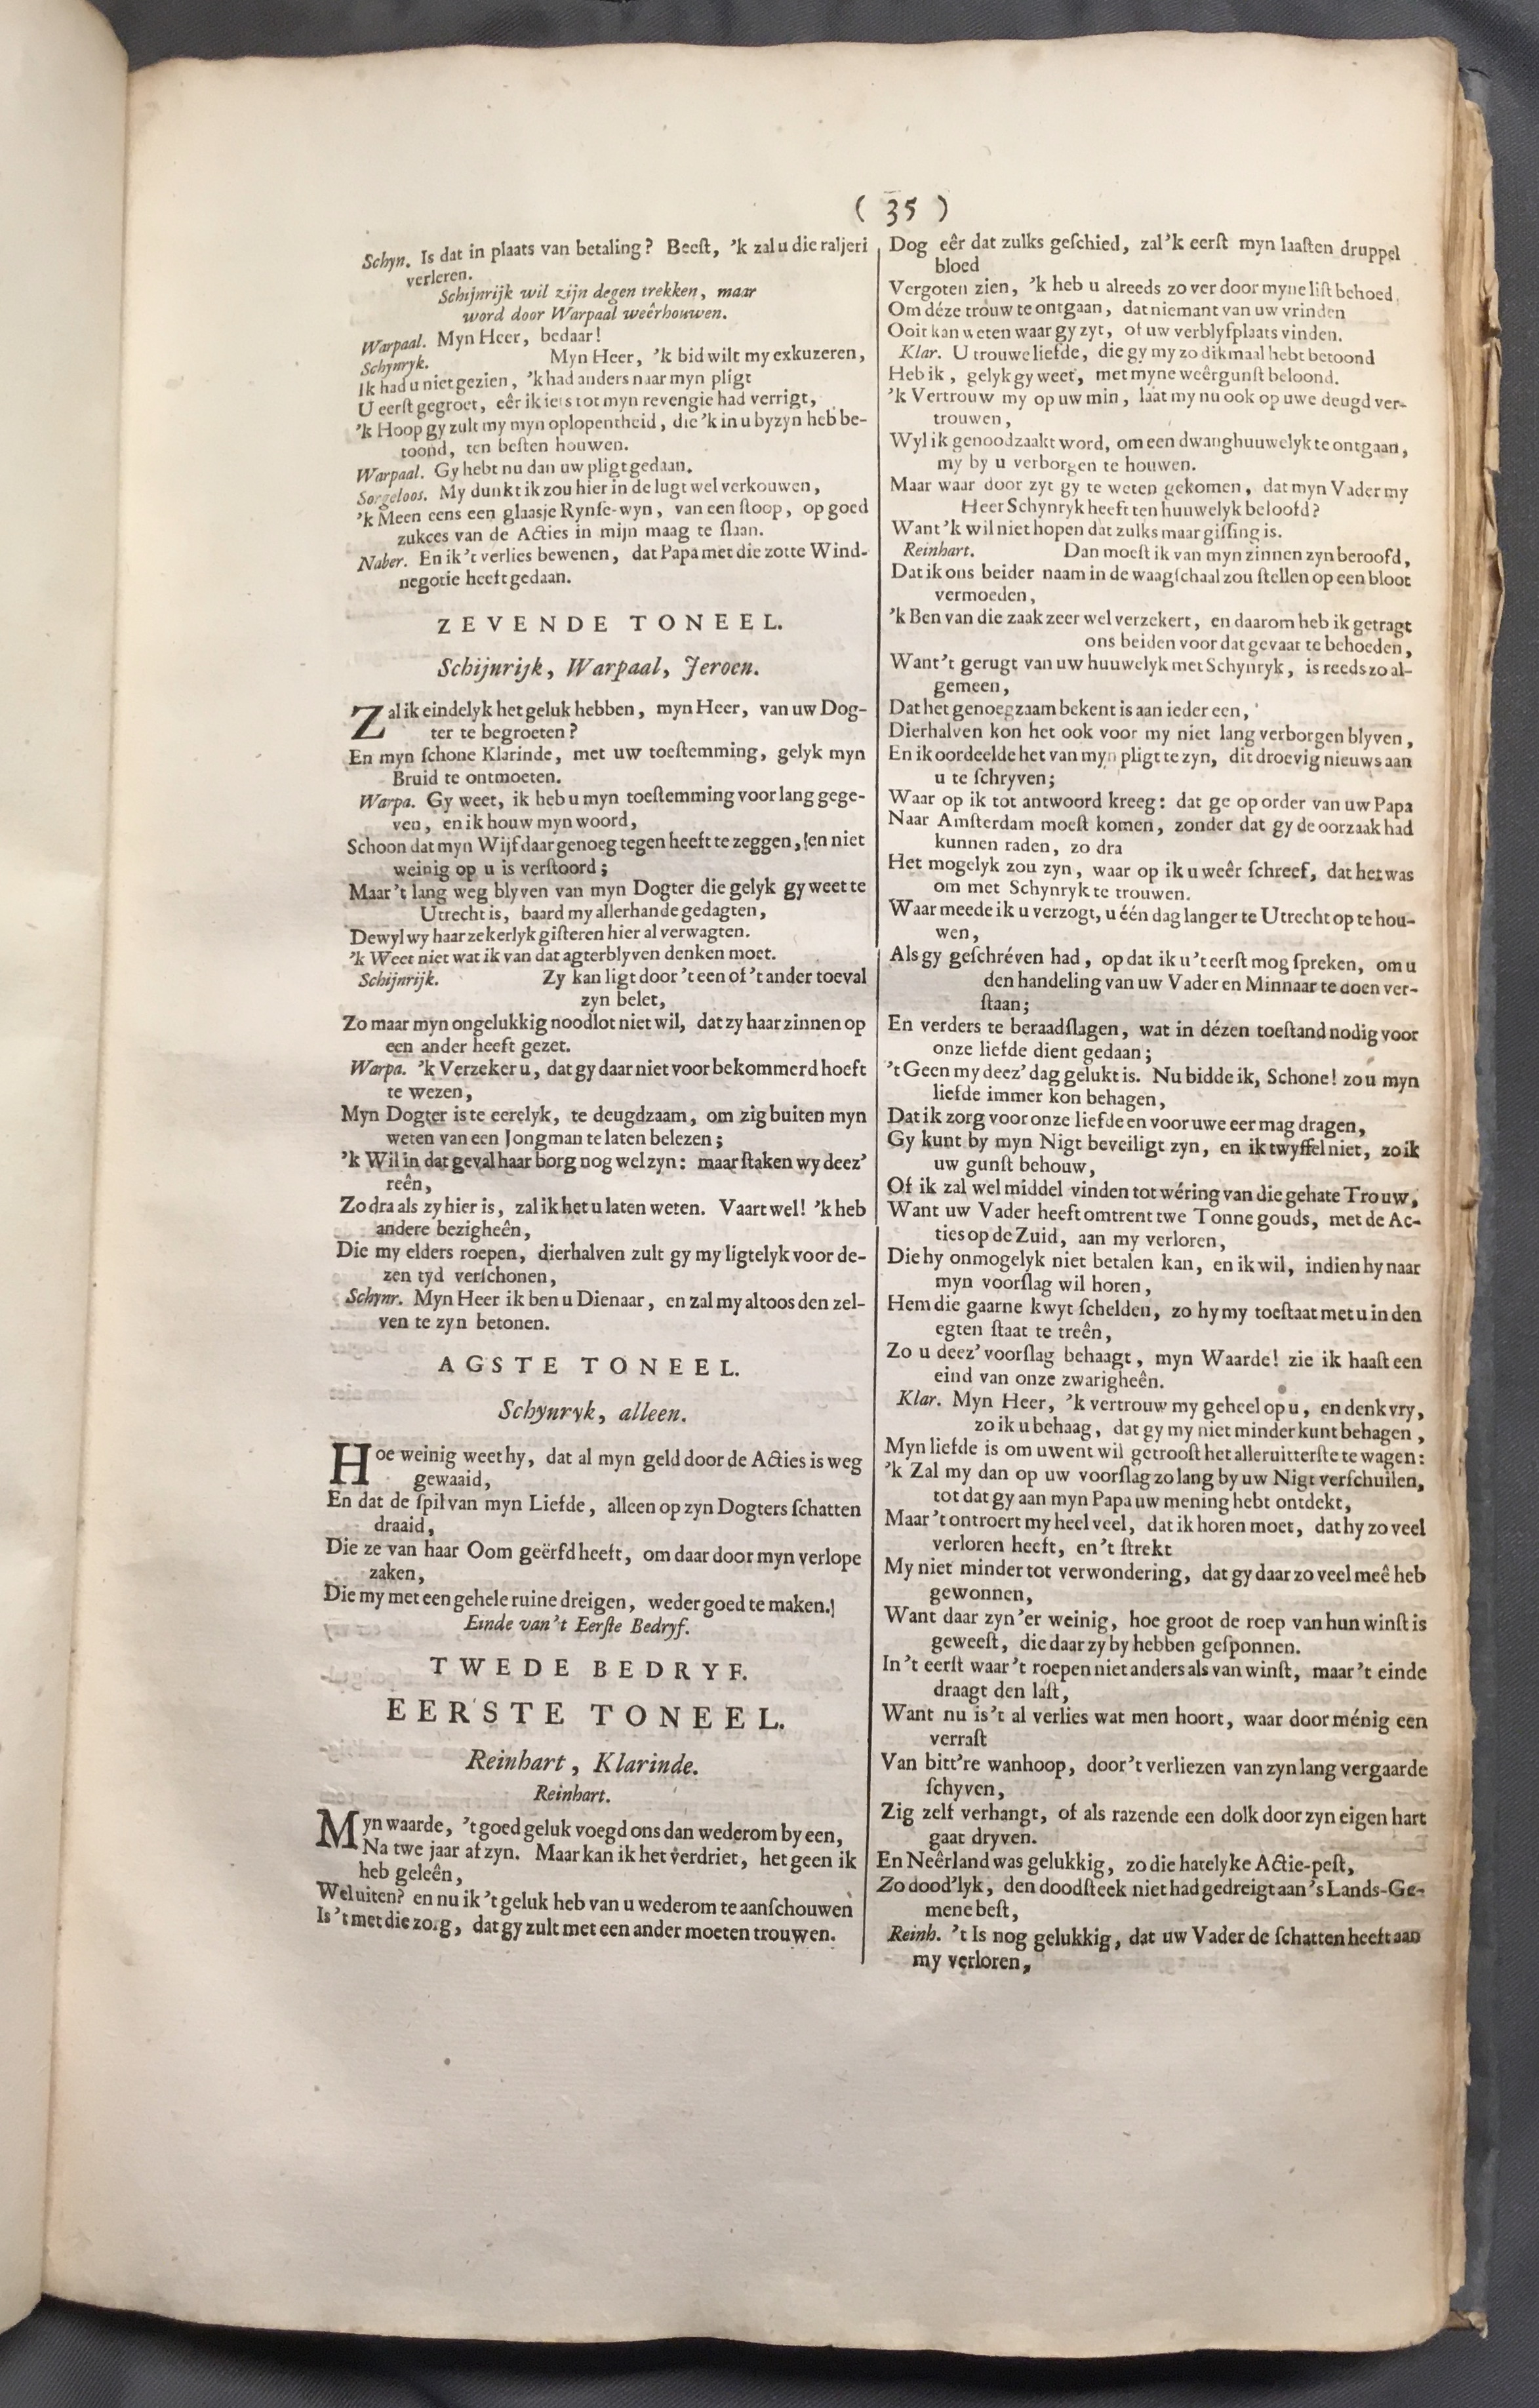 ( 35 )
Schyn. Is dat in plaats van betaling? Beeſt, 'k zal u die raljeri
verleren.
Schijnrijk wil zijn degen trekken, maar
word door Warpaal weêrhouwen.
Warpaal. Myn Heer, bedaar!
Schynryk. Myn Heer, 'k bid wilt my exkuzeren,
Ik had u niet gezien, 'k had anders naar myn pligt
U eerſt gegroet, eêr ik iets tot myn revengie had verrigt,
'k Hoop gy zult my myn oplopentheid, die 'k in u byzyn heb be-
toond, ten beſten houwen.
Warpaal. Gy hebt nu dan uw pligt gedaan.
Sorgeloos. My dunkt ik zou hier in de lugt wel verkouwen,
'k Meen eens een glaasje Rynſe-wyn, van een ſtoop, op goed
zukces van de Acties in mijn maag te ſlaan.
Naber. En ik 't verlies bewenen, dat Papa met die zotte Wind-
negotie heeft gedaan.
ZEVENDE TONEEL.
Schijnrijk, Warpaal, Jeroen.
Zal ik eindelyk het geluk hebben, myn Heer, van uw Dog-
ter te begroeten?
En myn ſchone Klarinde, met uw toeſtemming, gelyk myn
Bruid te ontmoeten.
Warpa. Gy weet, ik heb u myn toeſtemming voor lang gege-
ven, en ik houw myn woord,
Schoon dat myn Wijf daar genoeg tegen heeft te zeggen, en niet
weinig op u is verſtoord;
Maar 't lang weg blyven van myn Dogter die gelyk gy weet te
Utrecht is, baard my allerhande gedagten,
Dewyl wy haar zekerlyk giſteren hier al verwagten.
'k Weet niet wat ik van dat agterblyven denken moet.
Schijnrijk. Zy kan ligt door 't een of 't ander toeval
zyn belet,
Zo maar myn ongelukkig noodlot niet wil, dat zy haar zinnen op
een ander heeft gezet.
Warpa. 'k Verzeker u, dat gy daar niet voor bekommerd hoeft
te wezen,
Myn Dogter is te eerelyk, te deugdzaam, om zig buiten myn
weten van een Jongman te laten belezen;
'k Wil in dat geval haar borg nog wel zyn: maar ſtaken wy deez'
reên,
Zo dra als zy hier is, zal ik het u laten weten. Vaart wel! 'k heb
andere bezigheên,
Die my elders roepen, dierhalven zult gy my ligtelyk voor de-
zen tyd verſchonen,
Schynr. Myn Heer ik ben u Dienaar, en zal my altoos den zel-
ven te zyn betonen.
AGSTE TONEEL.
Schynryk, alleen.
Hoe weinig weet hy, dat al myn geld door de Acties is weg
gewaaid,
En dat de ſpil van myn Liefde, alleen op zyn Dogters ſchatten
draaid,
Die ze van haar Oom geërfd heeft, om daar door myn verlope
zaken,
Die my met een gehele ruine dreigen, weder goed te maken.
Einde van 't Eerſte Bedryf.
TWEDE BEDRYF.
EERSTE TONEEL.
Reinhart, Klarinde.
Reinhart.
Myn waarde, 't goed geluk voegd ons dan wederom by een,
Na twe jaar af zyn. Maar kan ik het verdriet, het geen ik
heb geleên,
Wel uiten? en nu ik 't geluk heb van u wederom te aanſchouwen
Is 't met die zorg, dat gy zult met een ander moeten trouwen.
Dog eêr dat zulks geſchied, zal 'k eerſt myn laaſten druppel
bloed
Vergoten zien, 'k heb u alreeds zo ver door myne liſt behoed,
Om déze trouw te ontgaan, dat niemant van uw vrinden
Ooit kan weten waar gy zyt, of uw verblyfplaats vinden.
Klar. U trouwe liefde, die gy my zo dikmaal hebt betoond
Heb ik, gelyk gy weet, met myne weêrgunſt beloond.
'k Vertrouw my op uw min, laat my nu ook op uwe deugd ver-
trouwen,
Wyl ik genoodzaakt word, om een dwanghuuwelyk te ontgaan,
my by u verborgen te houwen.
Maar waar door zyt gy te weten gekomen, dat myn Vader my
Heer Schynryk heeft ten huuwelyk beloofd?
Want 'k wil niet hopen dat zulks maar giſſing is.
Reinhart. Dan moeſt ik van myn zinnen zyn beroofd,
Dat ik ons beider naam in de waagſchaal zou ſtellen op een bloot
vermoeden,
'k Ben van die zaak zeer wel verzekert, en daarom heb ik getragt
ons beiden voor dat gevaar te behoeden,
Want 't gerugt van uw huuwelyk met Schynryk, is reeds zo al-
gemeen,
Dat het genoegzaam bekent is aan ieder een,
Dierhalven kon het ook voor my niet lang verborgen blyven,
En ik oordeelde het van myn pligt te zyn, dit droevig nieuws aan
u te ſchryven;
Waar op ik tot antwoord kreeg: dat ge op order van uw Papa
Naar Amſterdam moeſt komen, zonder dat gy de oorzaak had
kunnen raden, zo dra
Het mogelyk zou zyn, waar op ik u weêr ſchreef, dat het was
om met Schynryk te trouwen.
Waar meede ik u verzogt, u één dag langer te Utrecht op te hou-
wen,
Als gy geſchréven had, op dat ik u 't eerſt mog ſpreken, om u
den handeling van uw Vader en Minnaar te doen ver-
ſtaan;
En verders te beraadſlagen, wat in dézen toeſtand nodig voor
onze liefde dient gedaan;
't Geen my deez' dag gelukt is. Nu bidde ik, Schone! zo u myn
liefde immer kon behagen,
Dat ik zorg voor onze liefde en voor uwe eer mag dragen,
Gy kunt by myn Nigt beveiligt zyn, en ik twyffel niet, zo ik
uw gunſt behouw,
Of ik zal wel middel vinden tot wéring van die gehate Trouw,
Want uw Vader heeft omtrent twe Tonne gouds, met de Ac-
ties op de Zuid, aan my verloren,
Die hy onmogelyk niet betalen kan, en ik wil, indien hy naar
myn voorſlag wil horen,
Hem die gaarne kwyt ſchelden, zo hy my toeſtaat met u in den
egten ſtaat te treên,
Zo u deez' voorſlag behaagt, myn Waarde! zie ik haaſt een
eind van onze zwarigheên.
Klar. Myn Heer, 'k vertrouw my geheel op u, en denk vry,
zo ik u behaag, dat gy my niet minder kunt behagen,
Myn liefde is om uwent wil getrooſt het alleruitterſte te wagen:
'k Zal my dan op uw voorſlag zo lang by uw Nigt verſchuilen,
tot dat gy aan myn Papa uw mening hebt ontdekt,
Maar 't ontroert my heel veel, dat ik horen moet, dat hy zo veel
verloren heeft, en 't ſtrekt
My niet minder tot verwondering, dat gy daar zo veel meê heb
gewonnen,
Want daar zyn 'er weinig, hoe groot de roep van hun winſt is
geweeſt, die daar zy by hebben geſponnen.
In 't eerſt waar 't roepen niet anders als van winſt, maar 't einde
draagt den laſt,
Want nu is 't al verlies wat men hoort, waar door ménig een
verraſt
Van bitt're wanhoop, door 't verliezen van zyn lang vergaarde
ſchyven,
Zig zelf verhangt, of als razende een dolk door zyn eigen hart
gaat dryven.
En Neêrland was gelukkig, zo die hatelyke Actie-peſt,
Zo dood'lyk, den doodſteek niet had gedreigt aan 's Lands-Ge-
mene beſt,
Reinh. 't Is nog gelukkig, dat uw Vader de ſchatten heeft aan
my verloren,